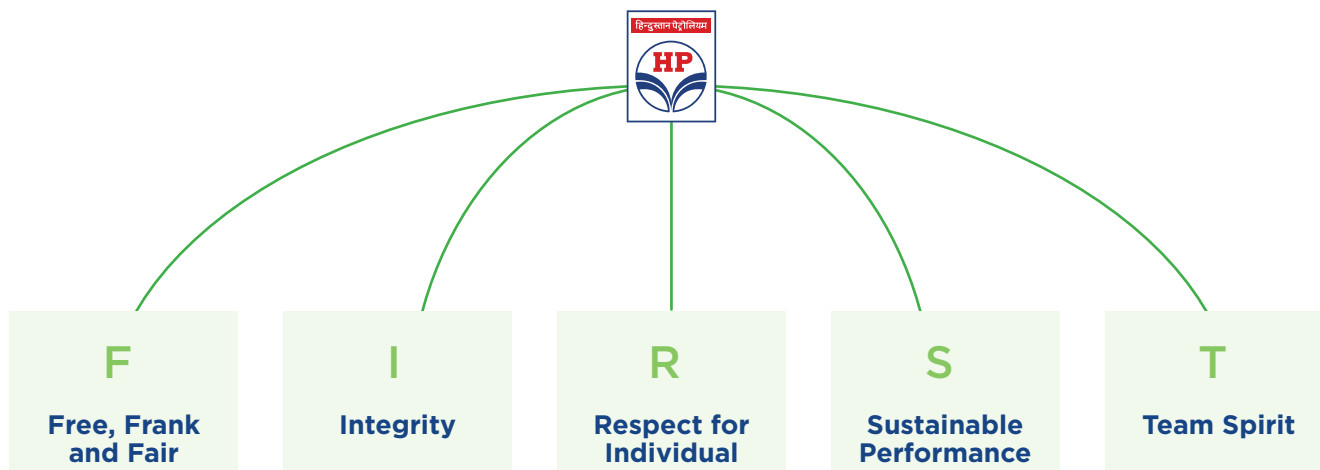 हिन्दुस्तान पेट्रोलियम
HP
F
I
R
S
T
Free, Frank
and Fair
Integrity
Respect for
Individual
Sustainable
Performance
Team Spirit